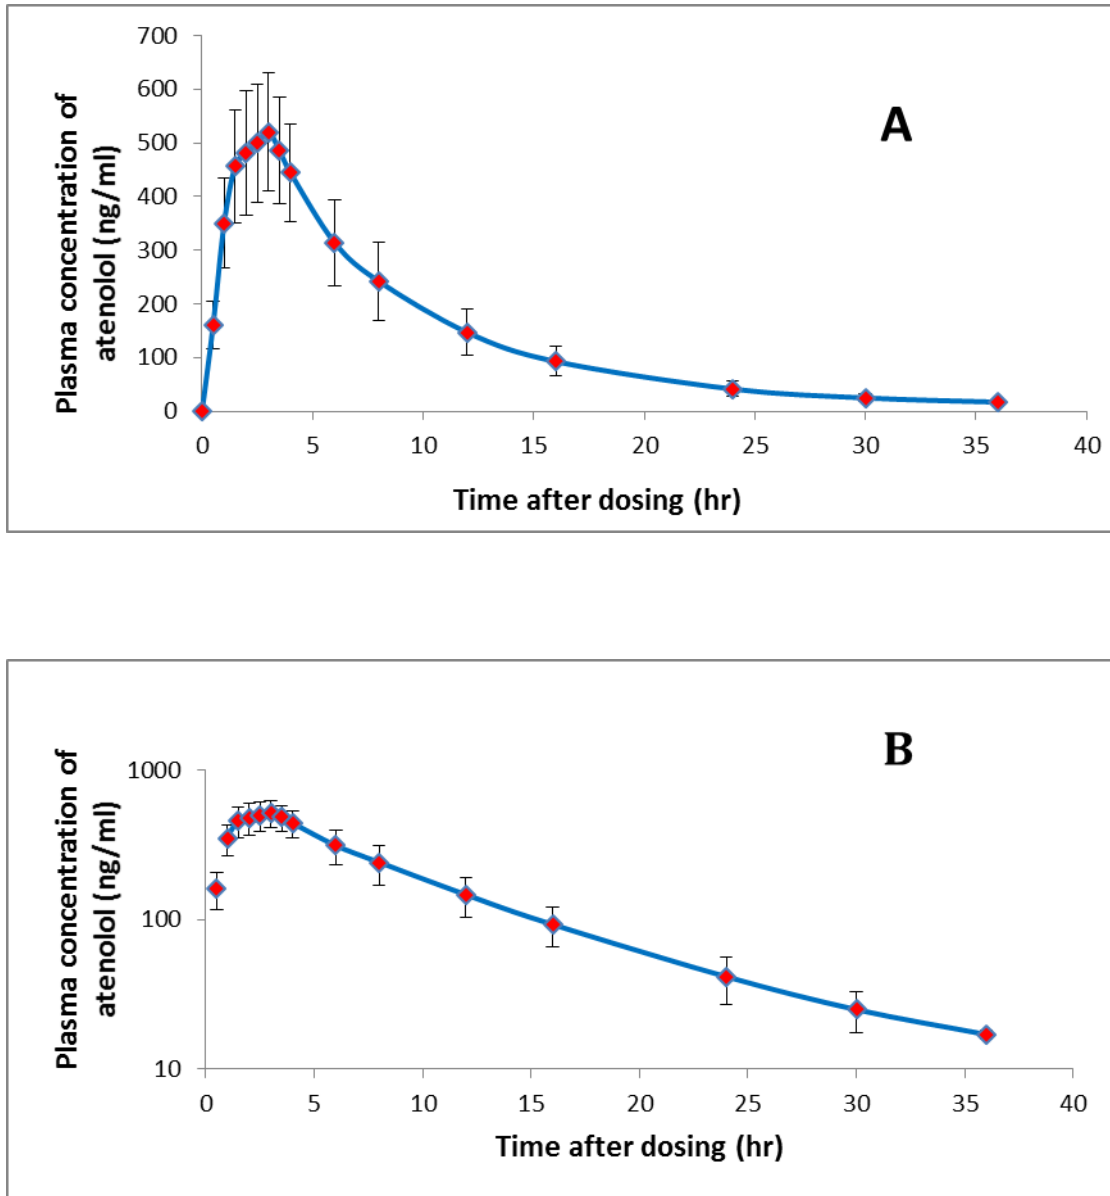 A
Plasma concentration of
atenolol (ng/ml)
700
600
500
400
300
200
100
0
0 5 10 15 20 25 30 35 40
Time after dosing (hr)
B
Plasma concentration of
atenolol (ng/ml)
1000
100
10
0 5 10 15 20 25 30 35 40
Time after dosing (hr)